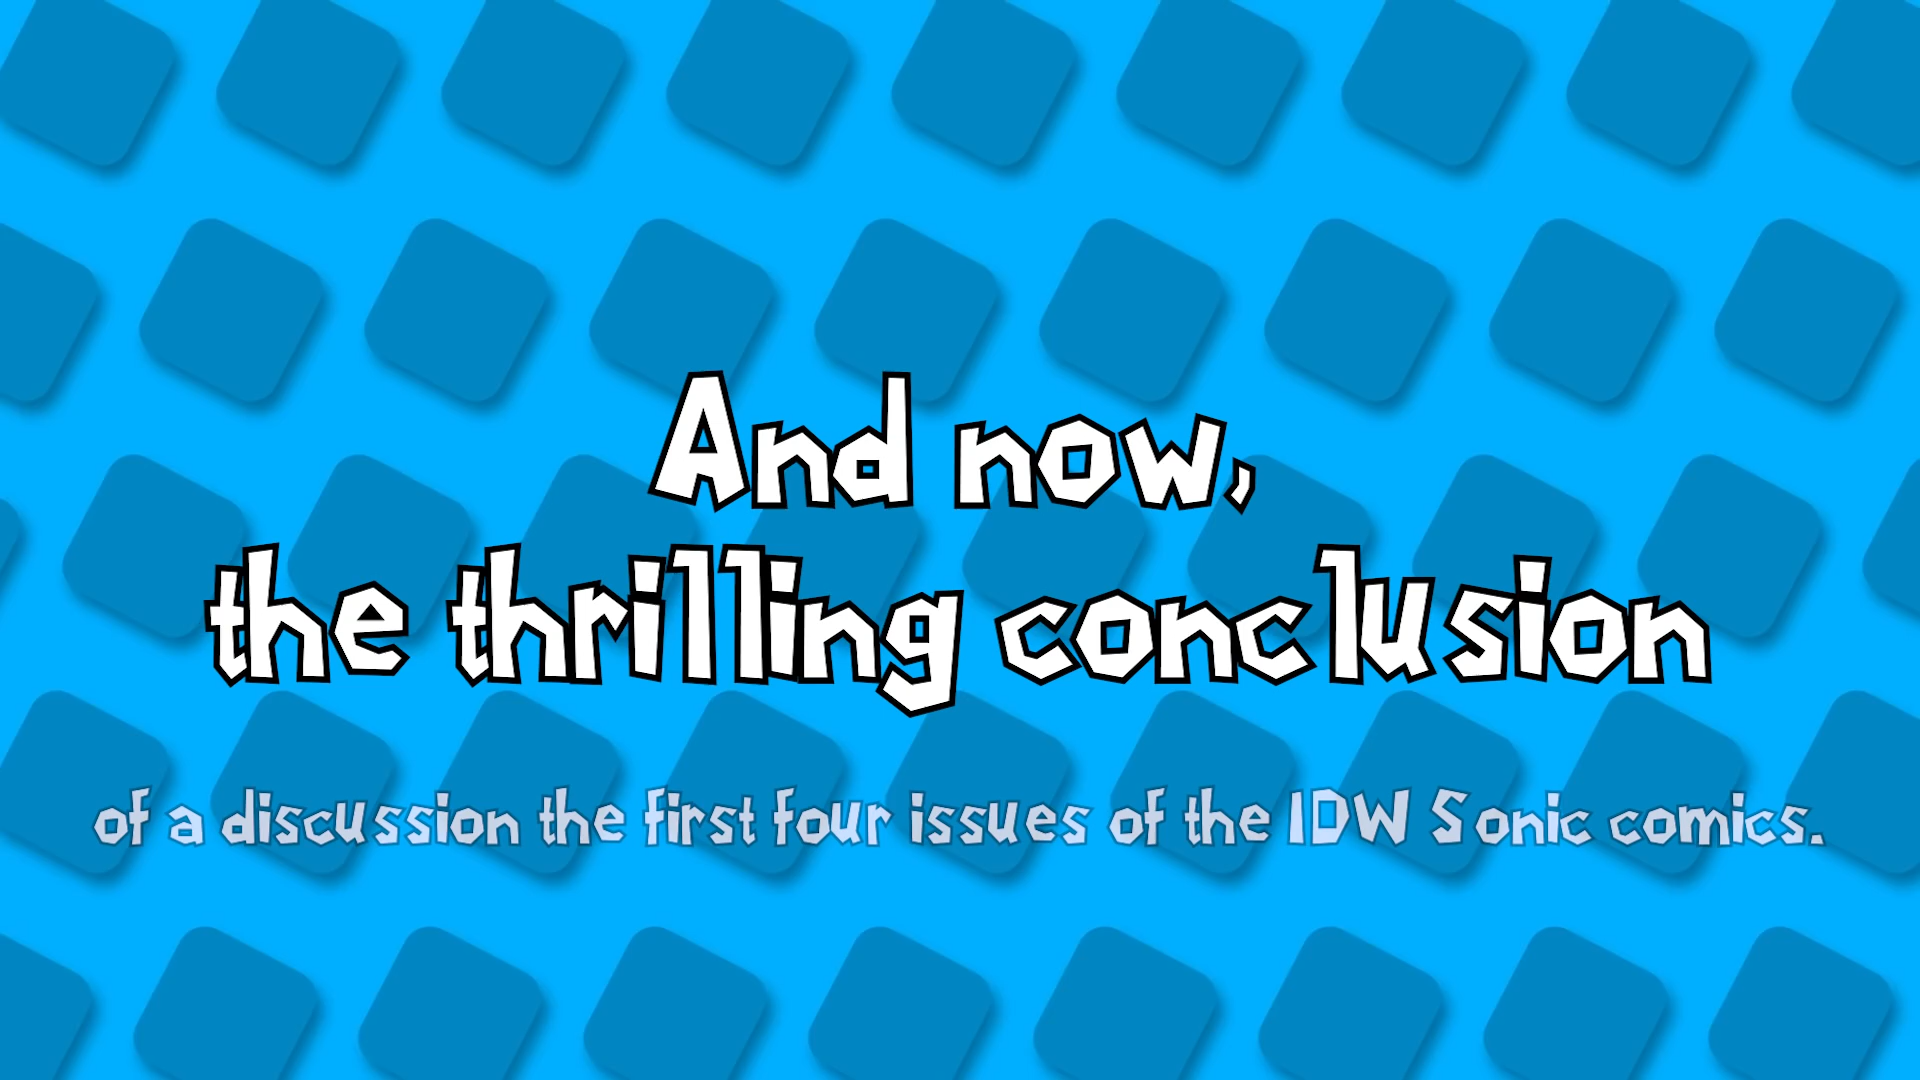 And now,
the thrilling conclusion
of a discussion the first four issues of the IDW Sonic comics.